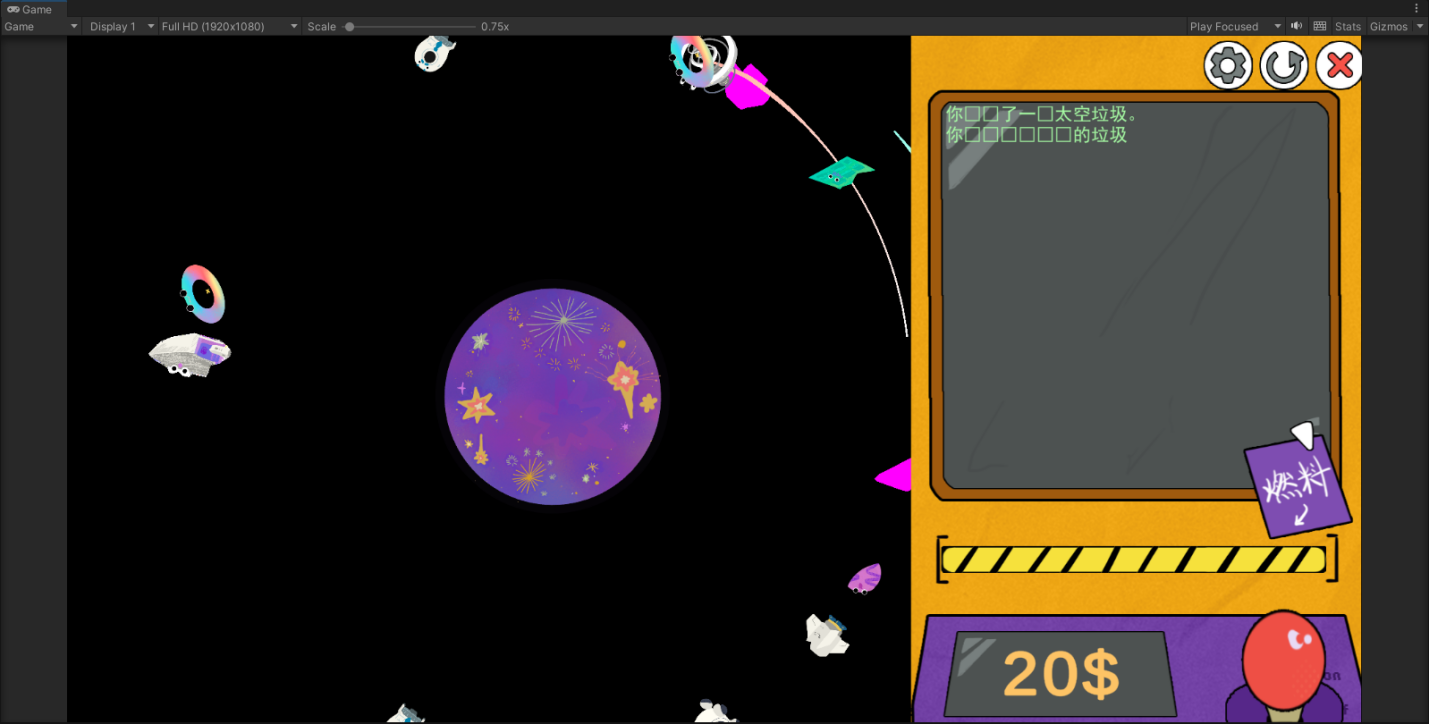 Game
Game
Display 1
Full HD (1920x1080)
Scale
0.75x
Play Focused
Stats
Gizmos
你□□了一□太空垃圾。
你□□□□□□的垃圾
燃料
20$